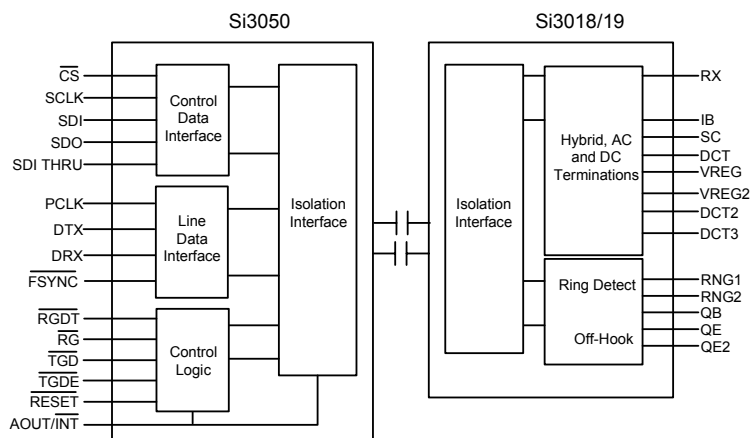 Si3050
Si3018/19
CS
SCLK
SDI
SDO
SDI THRU
PCLK
DTX
DRX
FSYNC
RGDT
RG
TGD
TGDE
RESET
AOUT/INT
Control
Data
Interface
Line
Data
Interface
Control
Logic
Isolation
Interface
Isolation
Interface
Hybrid, AC
and DC
Terminations
Ring Detect
Off-Hook
RX
IB
SC
DCT
VREG
VREG2
DCT2
DCT3
RNG1
RNG2
QB
QE
QE2